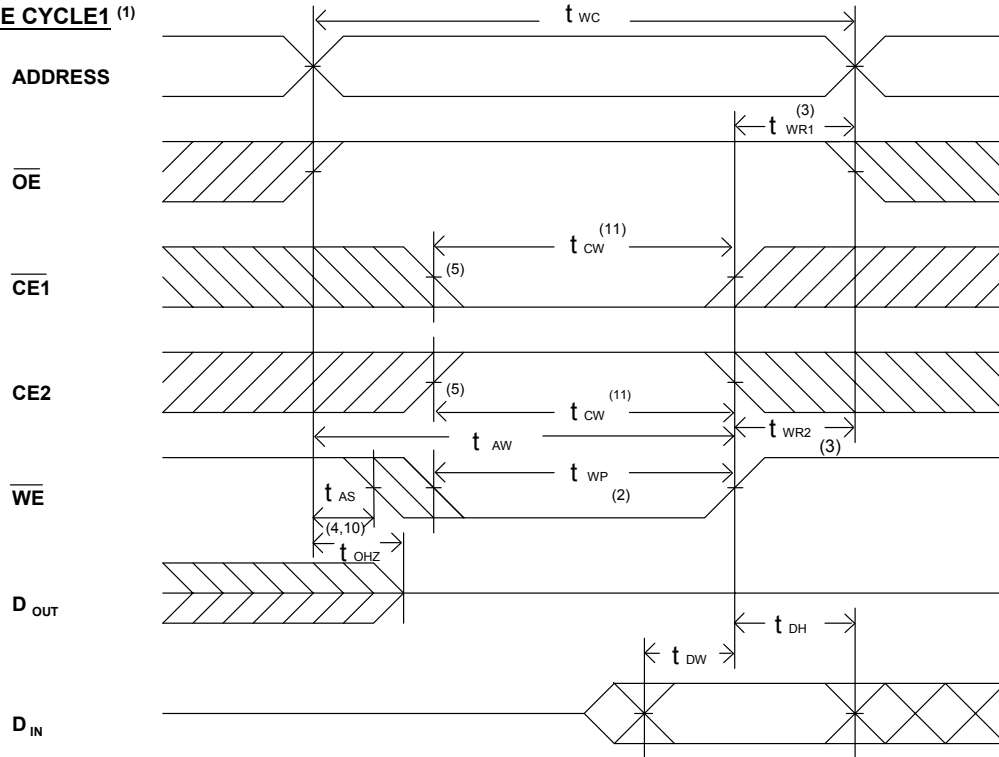 E CYCLE1 (1)
t WC
ADDRESS
(3)
t WR1
OE
(11)
t CW
(5)
CE1
CE2
(5)
t CW (11)
t AW
t WR2
(3)
WE
t AS
t WP
(2)
(4,10)
t OHZ
D OUT
t DH
t DW
D IN